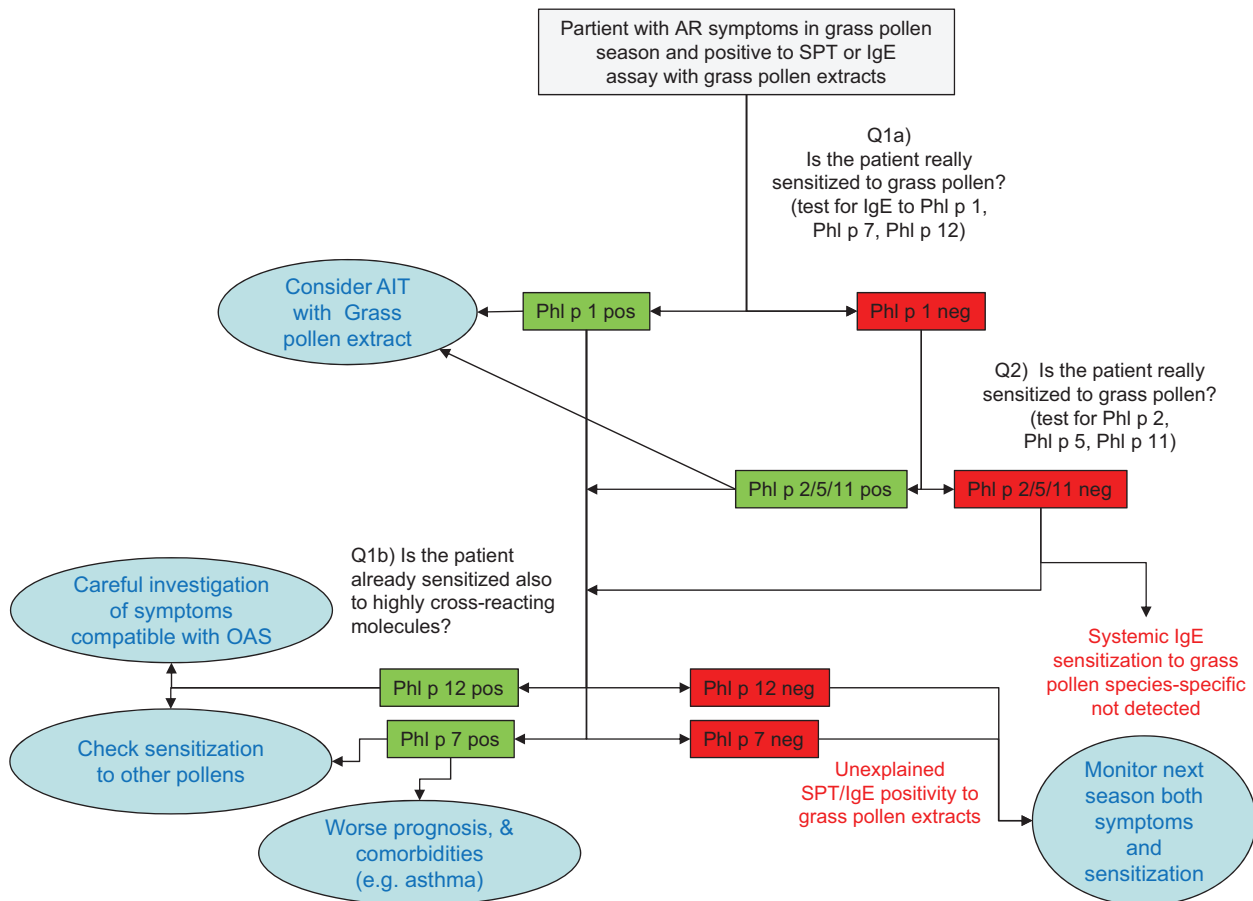 Partient with AR symptoms in grass pollen
season and positive to SPT or IgE
assay with grass pollen extracts
Q1a)
Is the patient really
sensitized to grass pollen?
(test for IgE to Phl p 1,
Phl p 7, Phl p 12)
Consider AIT
with Grass
pollen extract
Phl p 1 pos
Phl p 1 neg
Q2) Is the patient really
sensitized to grass pollen?
(test for Phl p 2,
Phl p 5, Phl p 11)
Phl p 2/5/11 pos
Phl p 2/5/11 neg
Q1b) Is the patient
already sensitized also
to highly cross-reacting
molecules?
Careful investigation
of symptoms
compatible with OAS
Systemic IgE
sensitization to grass
pollen species-specific
not detected
Phl p 12 pos
Phl p 12 neg
Phl p 7 pos
Phl p 7 neg
Check sensitization
to other pollens
Unexplained
SPT/IgE positivity to
grass pollen extracts
Monitor next
season both
symptoms
and
sensitization
Worse prognosis, &
comorbidities
(e.g. asthma)